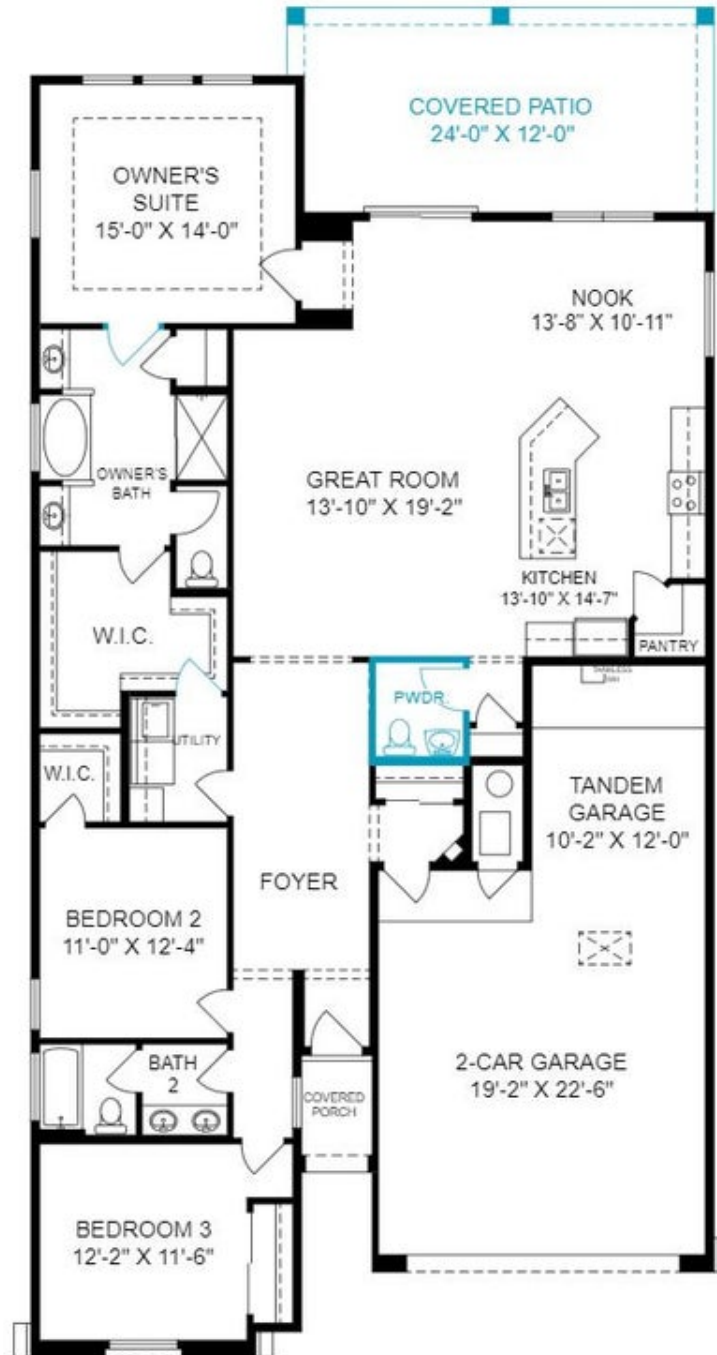 COVERED PATIO
24'-0" X 12'-0"
OWNER'S
SUITE
15'-0" X 14'-0"
NOOK
13'-8" X 10'-11"
GREAT ROOM
13'-10" X 19'-2"
OWNER'S
BATH
KITCHEN
13'-10" X 14'-7"
W.I.C.
PANTRY
PWDR.
UTILITY
W.I.C.
TANDEM
GARAGE
10'-2" X 12'-0"
FOYER
BEDROOM 2
11'-0" X 12'-4"
BATH
2
2-CAR GARAGE
19'-2" X 22'-6"
COVERED
PORCH
BEDROOM 3
12'-2" X 11'-6"